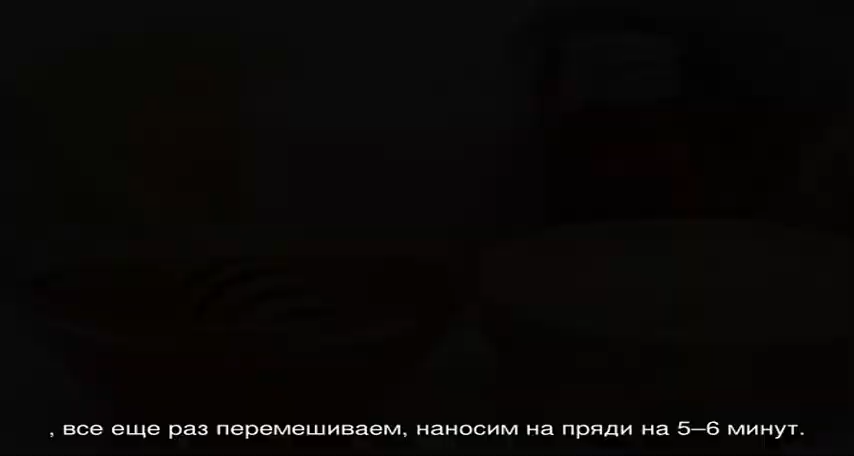 , все еще раз перемешиваем, наносим на пряди на 5–6 минут.